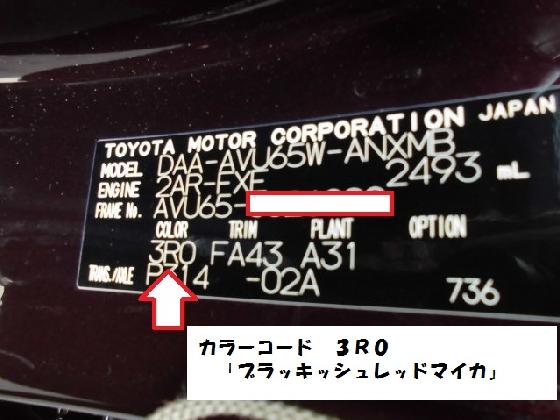 TOYOTA MOTOR CORPORATION JAPAN
MODEL DAA-AVU65W-ANXMB
ENGINE 2AR-FXE 2493 mL
FRAME No. AVU65-
COLOR TRIM PLANT OPTION
3R0 FA43 A31
TRANS./AXLE P314 -02A
736
カラーコード 3R0
「ブラッキッシュレッドマイカ」